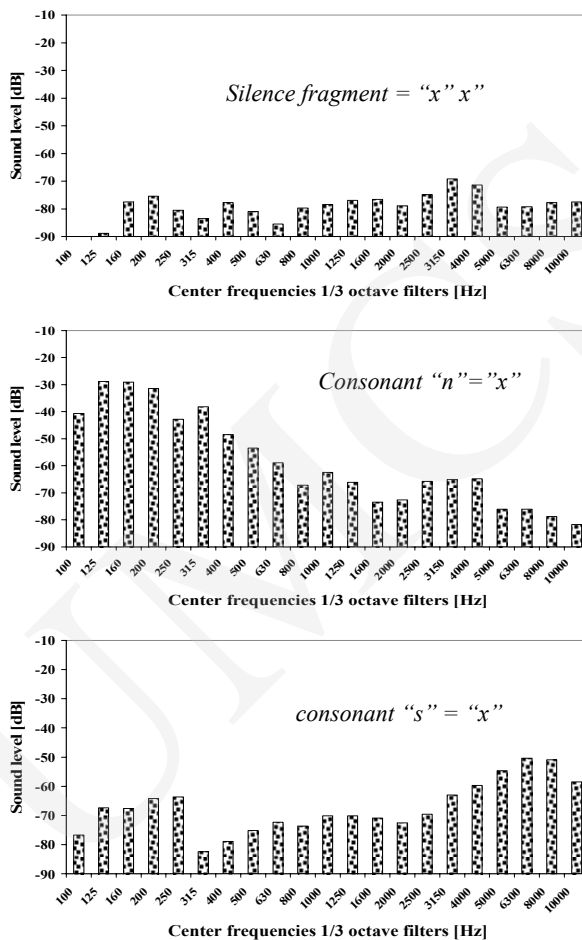 Sound level [dB]
-10
-20
-30
-40
-50
-60
-70
-80
-90
Silence fragment = “x” x”
100 125 160 200 250 315 400 500 630 800 1000 1250 1600 2000 2500 3150 4000 5000 6300 8000 10000
Center frequencies 1/3 octave filters [Hz]
Sound level [dB]
-10
-20
-30
-40
-50
-60
-70
-80
-90
Consonant “n”=”x”
100 125 160 200 250 315 400 500 630 800 1000 1250 1600 2000 2500 3150 4000 5000 6300 8000 10000
Center frequencies 1/3 octave filters [Hz]
Sound level [dB]
-10
-20
-30
-40
-50
-60
-70
-80
-90
consonant “s” = “x”
100 125 160 200 250 315 400 500 630 800 1000 1250 1600 2000 2500 3150 4000 5000 6300 8000 10000
Center frequencies 1/3 octave filters [Hz]
UMCS